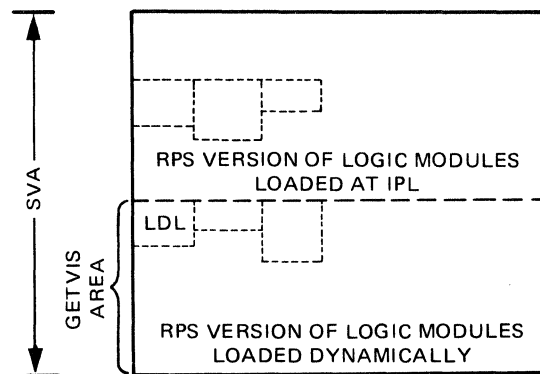 SVA
RPS VERSION OF LOGIC MODULES
LOADED AT IPL
LDL
GETVIS
AREA
RPS VERSION OF LOGIC MODULES
LOADED DYNAMICALLY